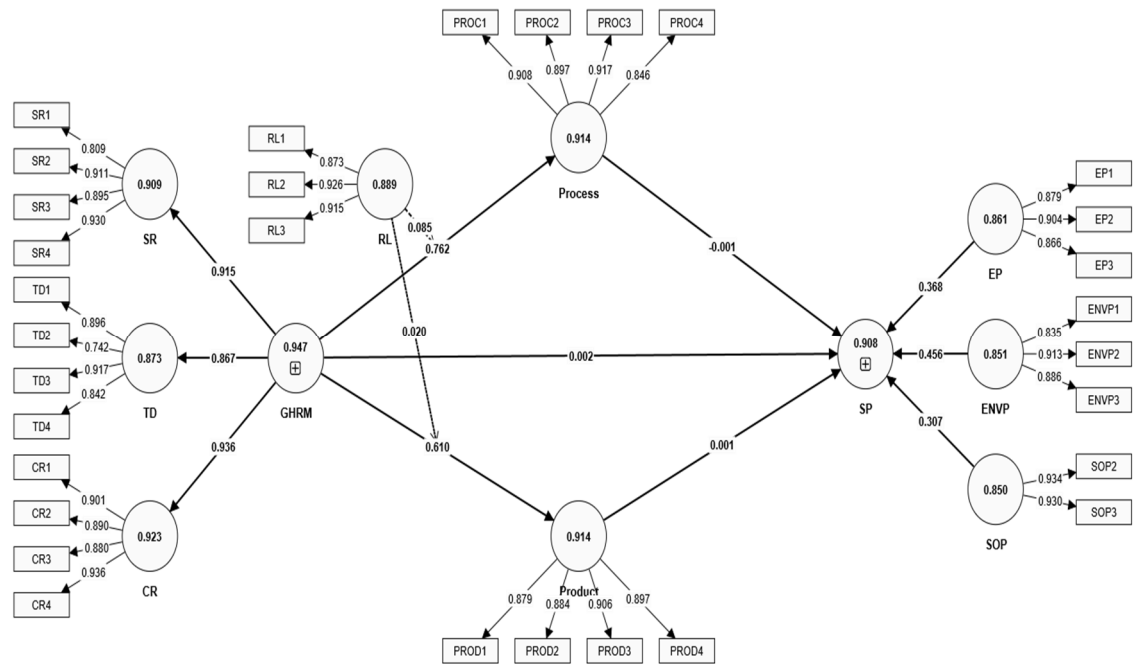 PROC1 PROC2 PROC3 PROC4
0.908 0.897 0.917 0.846
0.914
Process
SR1
SR2
SR3
SR4
0.809
0.911
0.895
0.930
0.909
SR
RL1
RL2
RL3
0.873
0.926
0.915
0.889
RL
0.085
0.762
-0.001
EP1
EP2
EP3
0.879
0.904
0.866
0.861
EP
0.915
0.368
TD1
TD2
TD3
TD4
0.896
0.742
0.917
0.842
0.873
TD
0.867
0.947
GHRM
0.020
0.002
0.908
SP
0.456
ENVP1
ENVP2
ENVP3
0.835
0.913
0.886
0.851
ENVP
0.936
0.610
0.001
0.307
CR1
CR2
CR3
CR4
0.901
0.890
0.880
0.936
0.923
CR
0.914
Product
0.879 0.884 0.906 0.897
PROD1 PROD2 PROD3 PROD4
SOP2
SOP3
0.934
0.930
0.850
SOP